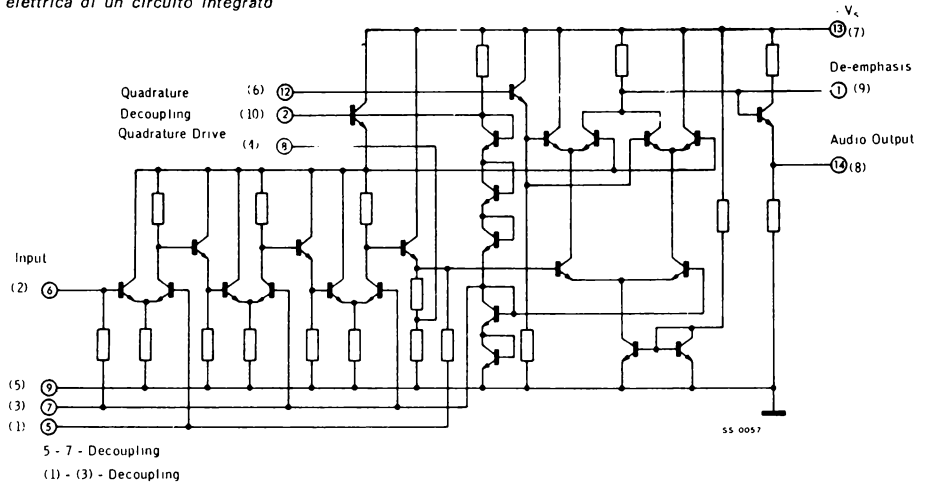 elettrica di un circuito integrato
Vs
13 (7)
De-emphasis
1 (9)
Quadrature (6) 12
Decoupling (10) 2
Quadrature Drive
(4) 8
Audio Output
14 (8)
Input
(2) 6
(5) 9
(3) 7
(1) 5
SS 0057
5 - 7 - Decoupling
(1) - (3) - Decoupling